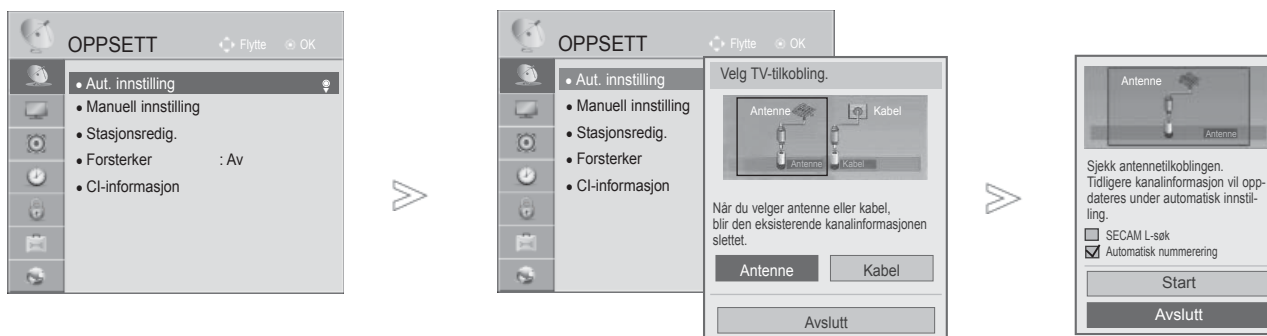 OPPSETT
Flytte OK
• Aut. innstilling
• Manuell innstilling
• Stasjonsredig.
• Forsterker : Av
• CI-informasjon
OPPSETT
Flytte OK
• Aut. innstilling
• Manuell innstilling
• Stasjonsredig.
• Forsterker
• CI-informasjon
Velg TV-tilkobling.
Antenne Kabel
Antenne Kabel
Når du velger antenne eller kabel,
blir den eksisterende kanalinformasjonen
slettet.
Antenne Kabel
Avslutt
Antenne
Antenne
Sjekk antennetilkoblingen.
Tidligere kanalinformasjon vil opp-
dateres under automatisk innstil-
ling.
SECAM L-søk
Automatisk nummerering
Start
Avslutt